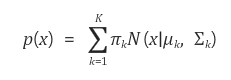 p(x) = ∑_{k=1}^{K} π_k N(x|μ_k, Σ_k)